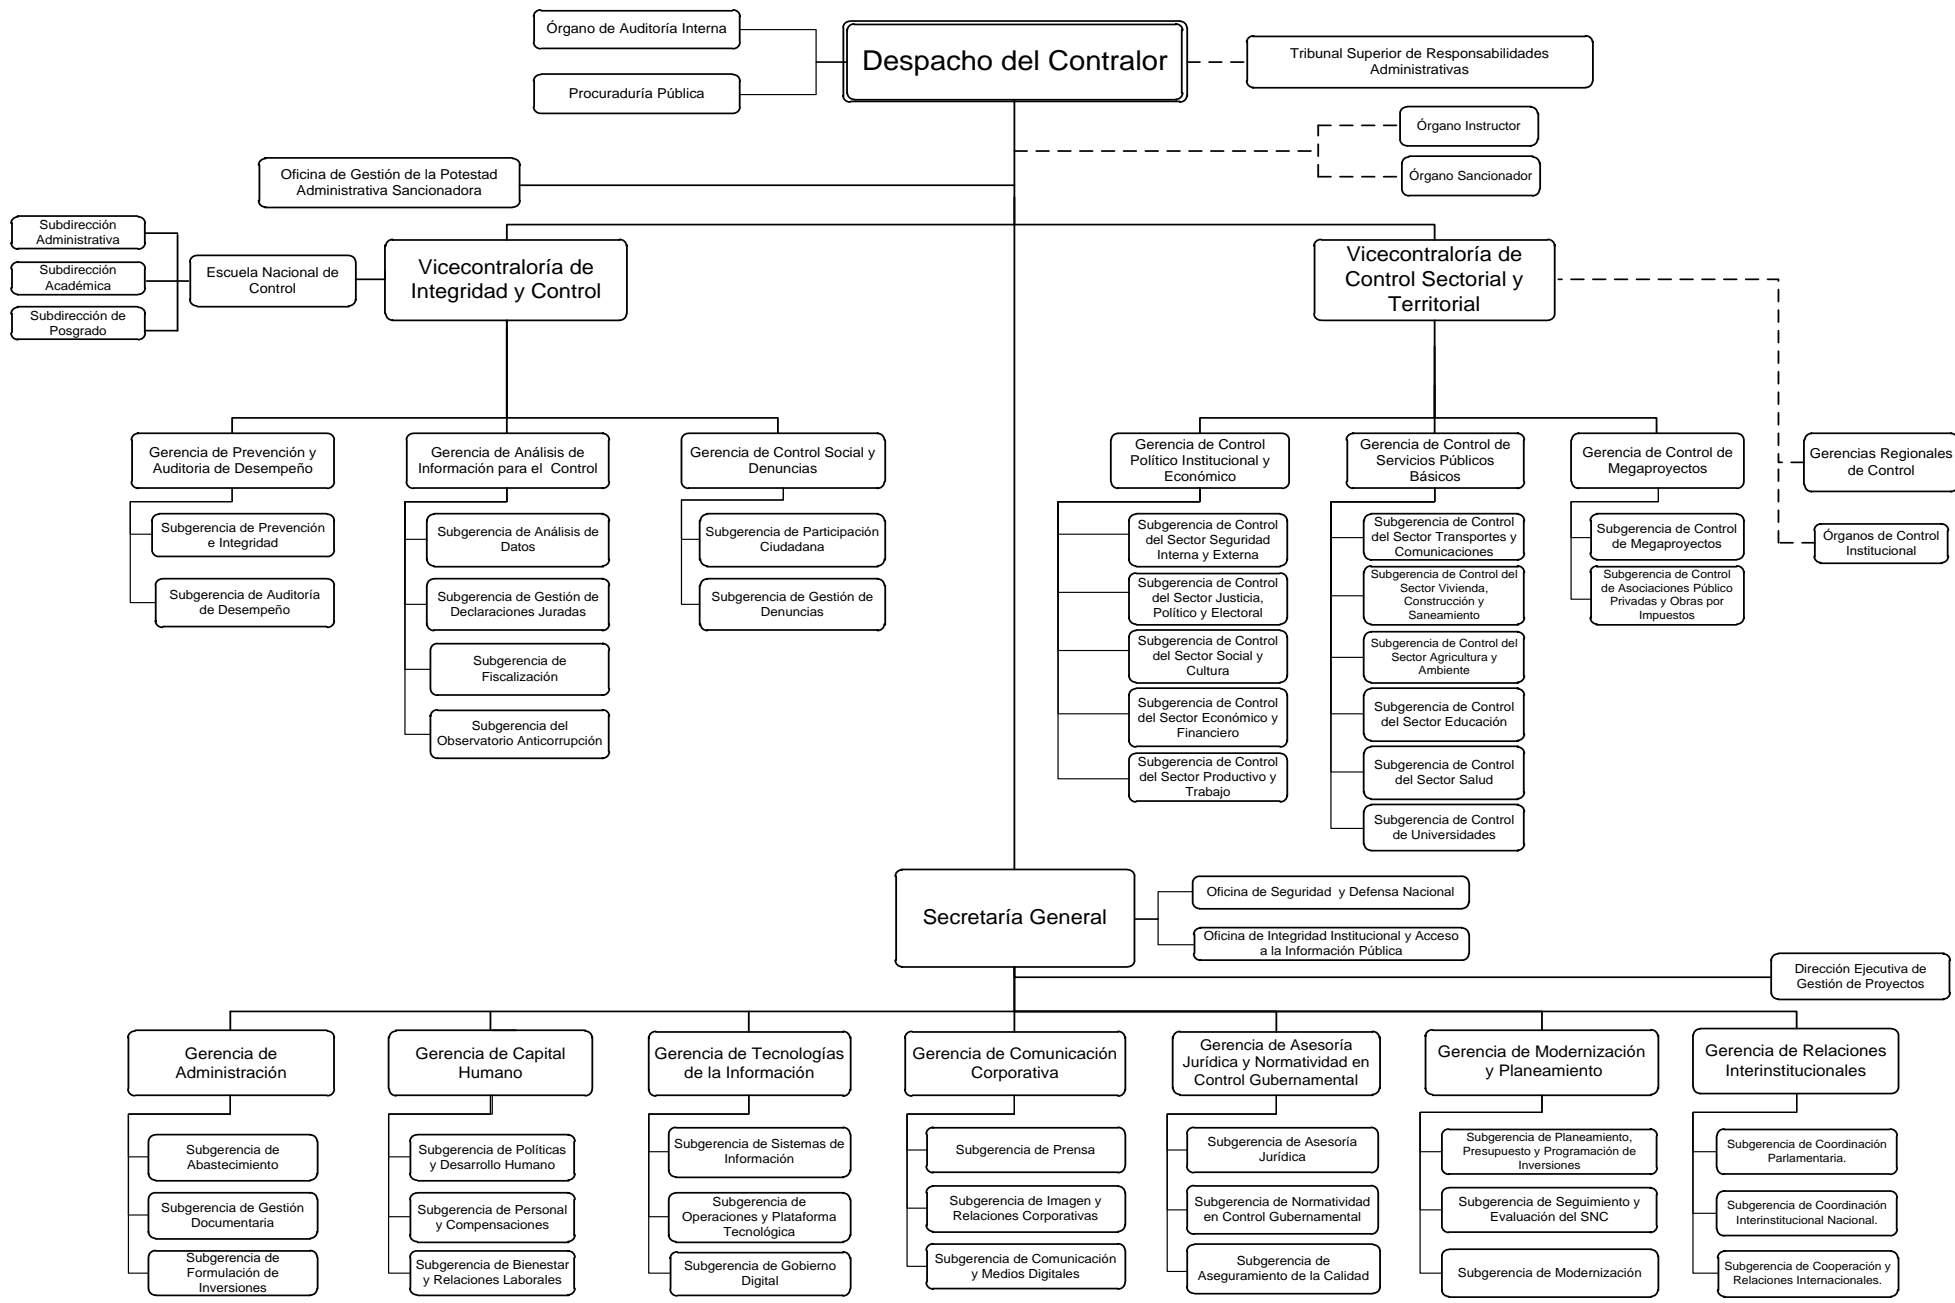 Órgano de Auditoría Interna
Despacho del Contralor
Tribunal Superior de Responsabilidades
Administrativas
Procuraduría Pública
Órgano Instructor
Órgano Sancionador
Oficina de Gestión de la Potestad
Administrativa Sancionadora
Subdirección
Administrativa
Subdirección
Académica
Subdirección de
Posgrado
Escuela Nacional de
Control
Vicecontraloría de
Integridad y Control
Vicecontraloría de
Control Sectorial y
Territorial
Gerencia de Prevención y
Auditoria de Desempeño
Subgerencia de Prevención
e Integridad
Subgerencia de Auditoría
de Desempeño
Gerencia de Análisis de
Información para el Control
Subgerencia de Análisis de
Datos
Subgerencia de Gestión de
Declaraciones Juradas
Subgerencia de
Fiscalización
Subgerencia del
Observatorio Anticorrupción
Gerencia de Control Social y
Denuncias
Subgerencia de Participación
Ciudadana
Subgerencia de Gestión de
Denuncias
Gerencia de Control
Político Institucional y
Económico
Subgerencia de Control
del Sector Seguridad
Interna y Externa
Subgerencia de Control
del Sector Justicia,
Político y Electoral
Subgerencia de Control
del Sector Social y
Cultura
Subgerencia de Control
del Sector Económico y
Financiero
Subgerencia de Control
del Sector Productivo y
Trabajo
Gerencia de Control de
Servicios Públicos
Básicos
Subgerencia de Control
del Sector Transportes y
Comunicaciones
Subgerencia de Control del
Sector Vivienda,
Construcción y
Saneamiento
Subgerencia de Control del
Sector Agricultura y
Ambiente
Subgerencia de Control
del Sector Educación
Subgerencia de Control
del Sector Salud
Subgerencia de Control
de Universidades
Gerencia de Control de
Megaproyectos
Subgerencia de Control
de Megaproyectos
Subgerencia de Control
de Asociaciones Público
Privadas y Obras por
Impuestos
Gerencias Regionales
de Control
Órganos de Control
Institucional
Secretaría General
Oficina de Seguridad y Defensa Nacional
Oficina de Integridad Institucional y Acceso
a la Información Pública
Dirección Ejecutiva de
Gestión de Proyectos
Gerencia de
Administración
Subgerencia de
Abastecimiento
Subgerencia de Gestión
Documentaria
Subgerencia de
Formulación de
Inversiones
Gerencia de Capital
Humano
Subgerencia de Políticas
y Desarrollo Humano
Subgerencia de Personal
y Compensaciones
Subgerencia de Bienestar
y Relaciones Laborales
Gerencia de Tecnologías
de la Información
Subgerencia de Sistemas de
Información
Subgerencia de
Operaciones y Plataforma
Tecnológica
Subgerencia de Gobierno
Digital
Gerencia de Comunicación
Corporativa
Subgerencia de Prensa
Subgerencia de Imagen y
Relaciones Corporativas
Subgerencia de Comunicación
y Medios Digitales
Gerencia de Asesoría
Jurídica y Normatividad en
Control Gubernamental
Subgerencia de Asesoría
Jurídica
Subgerencia de Normatividad
en Control Gubernamental
Subgerencia de
Aseguramiento de la Calidad
Gerencia de Modernización
y Planeamiento
Subgerencia de Planeamiento,
Presupuesto y Programación de
Inversiones
Subgerencia de Seguimiento y
Evaluación del SNC
Subgerencia de Modernización
Gerencia de Relaciones
Interinstitucionales
Subgerencia de Coordinación
Parlamentaria.
Subgerencia de Coordinación
Interinstitucional Nacional.
Subgerencia de Cooperación y
Relaciones Internacionales.